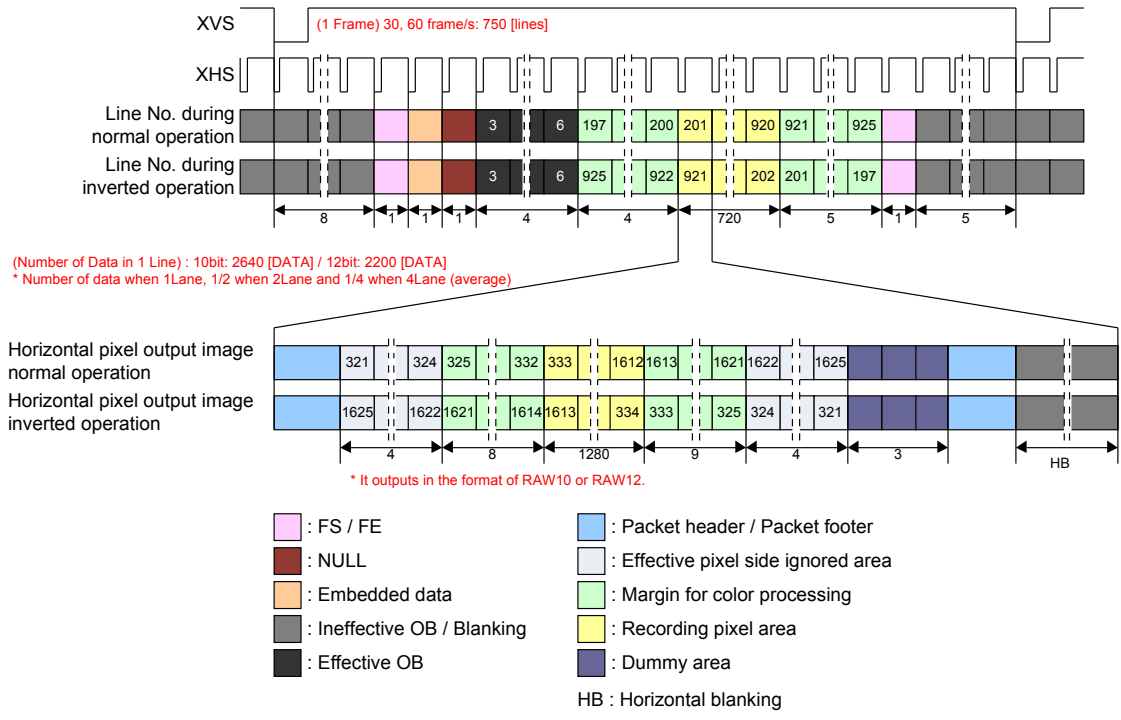 XVS
(1 Frame) 30, 60 frame/s: 750 [lines]
XHS
Line No. during
normal operation
3 6 197 200 201 920 921 925
Line No. during
inverted operation
3 6 925 922 921 202 201 197
8 1 1 1 4 4 720 5 1 5
(Number of Data in 1 Line) : 10bit: 2640 [DATA] / 12bit: 2200 [DATA]
* Number of data when 1Lane, 1/2 when 2Lane and 1/4 when 4Lane (average)
Horizontal pixel output image
normal operation
321 324 325 332 333 1612 1613 1621 1622 1625
Horizontal pixel output image
inverted operation
1625 1622 1621 1614 1613 334 333 325 324 321
4 8 1280 9 4 3 HB
* It outputs in the format of RAW10 or RAW12.
: FS / FE
: NULL
: Embedded data
: Ineffective OB / Blanking
: Effective OB
: Packet header / Packet footer
: Effective pixel side ignored area
: Margin for color processing
: Recording pixel area
: Dummy area
HB : Horizontal blanking